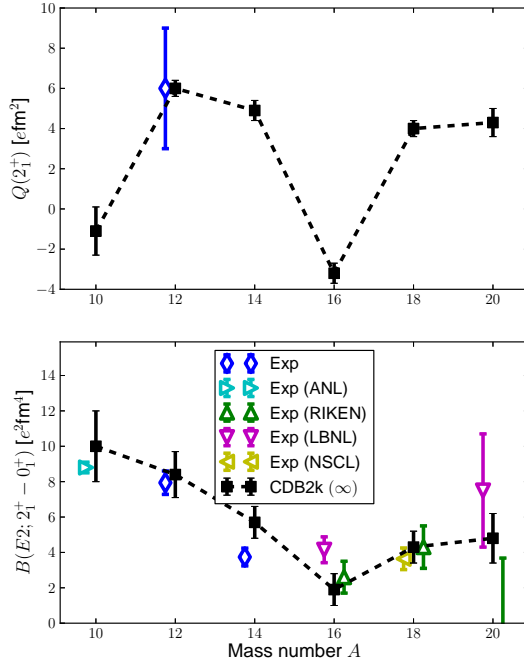 10
8
6
4
2
0
−2
−4
Q(2₁⁺) [efm²]
10 12 14 16 18 20
14
12
10
8
6
4
2
0
B(E2; 2₁⁺ − 0₁⁺) [e²fm⁴]
Exp
Exp (ANL)
Exp (RIKEN)
Exp (LBNL)
Exp (NSCL)
CDB2k (∞)
10 12 14 16 18 20
Mass number A